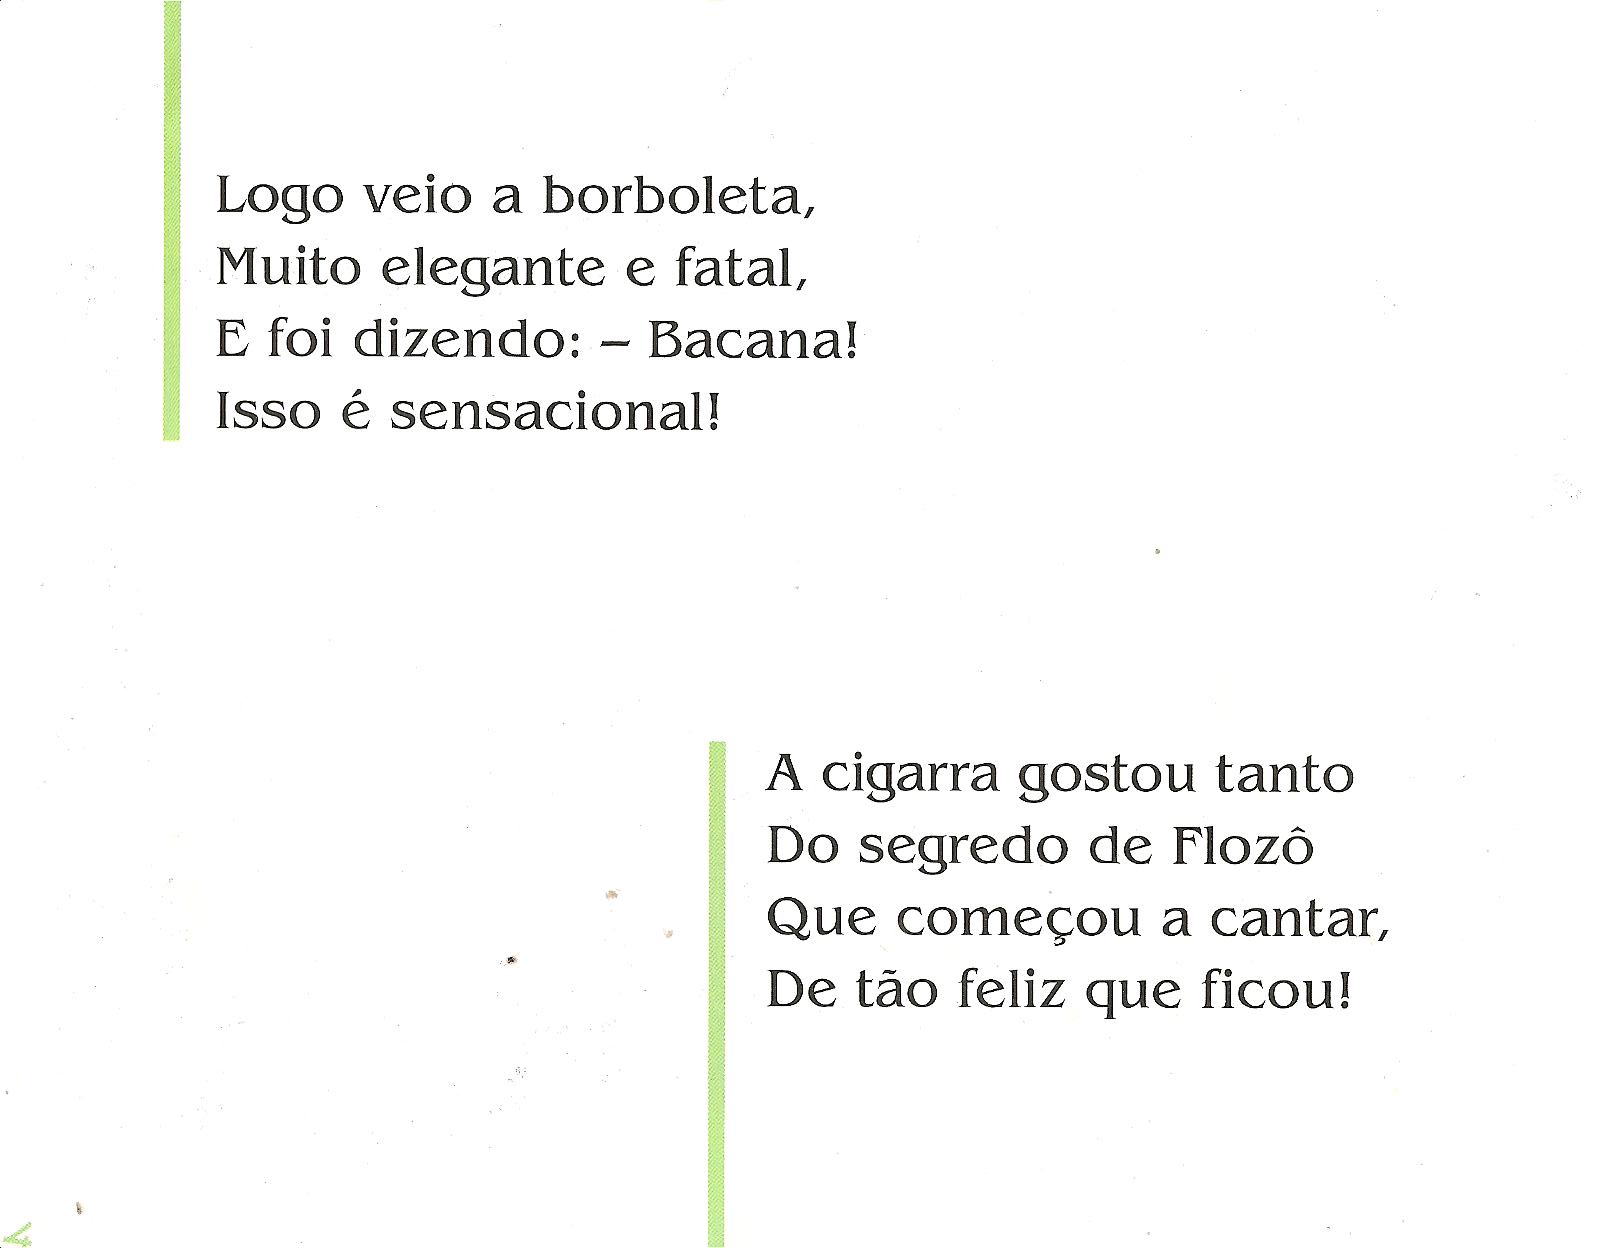 Logo veio a borboleta,
Muito elegante e fatal,
E foi dizendo: – Bacana!
Isso é sensacional!
A cigarra gostou tanto
Do segredo de Flozô
Que começou a cantar,
De tão feliz que ficou!